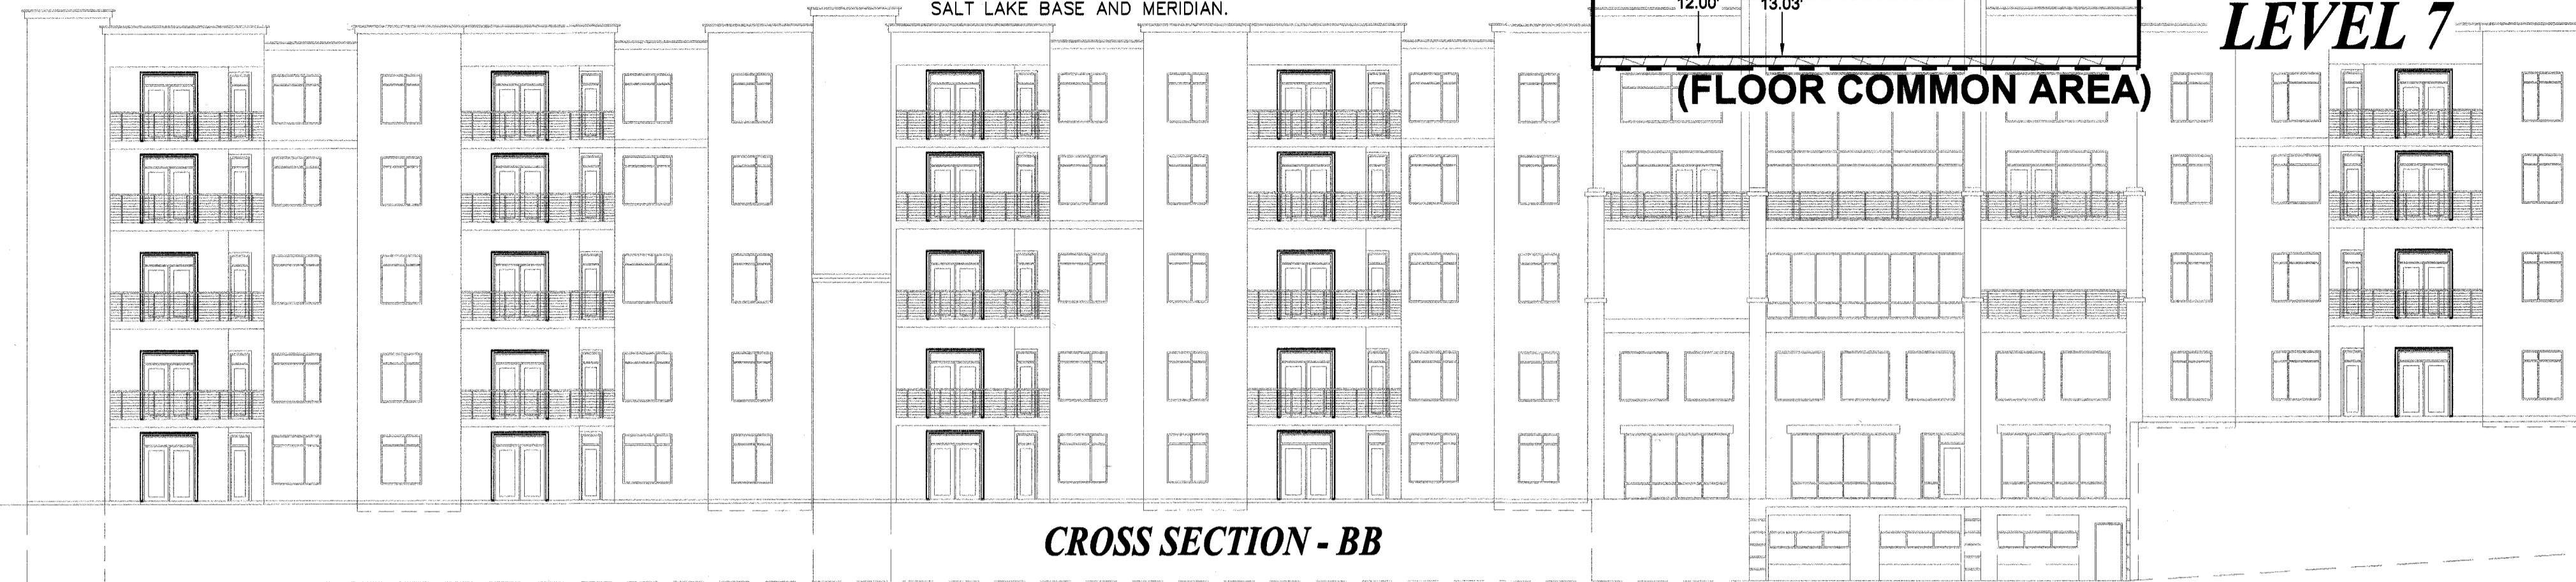 SALT LAKE BASE AND MERIDIAN.
12.00' 13.03'
LEVEL 7
(FLOOR COMMON AREA)
CROSS SECTION - BB